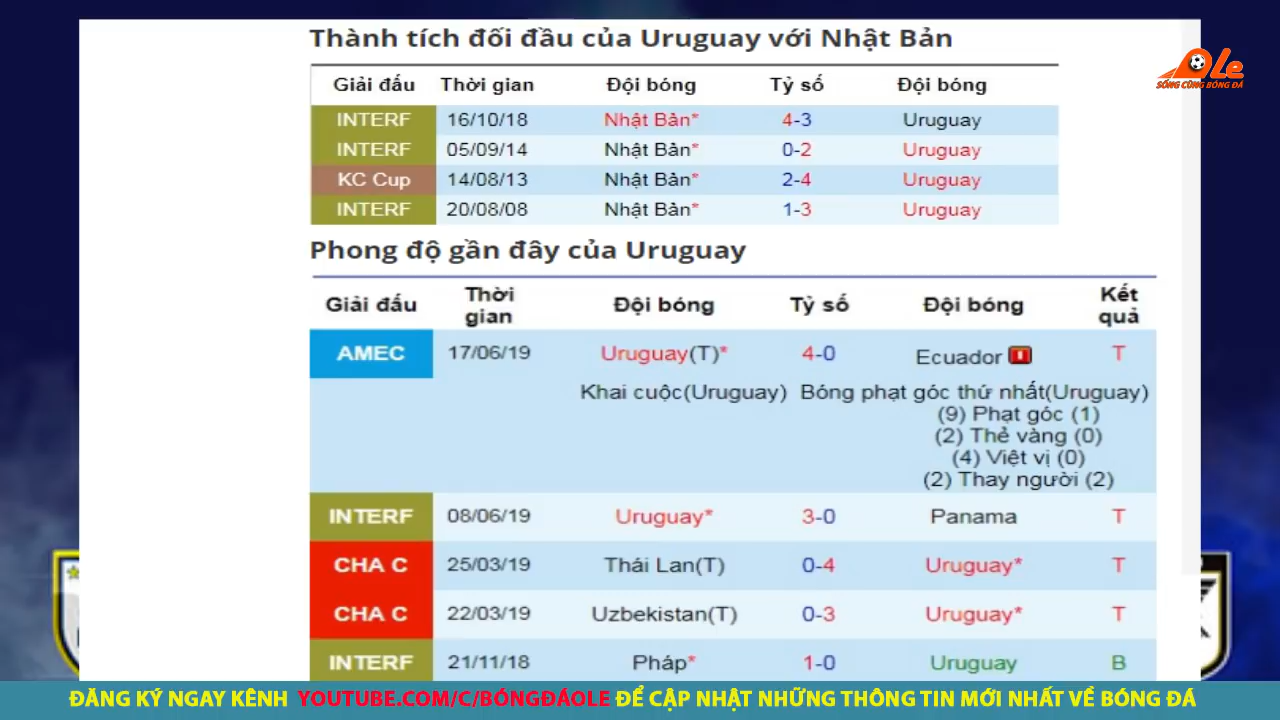 Thành tích đối đầu của Uruguay với Nhật Bản
Ole
SỐNG CÙNG BÓNG ĐÁ
Giải đấu Thời gian Đội bóng Tỷ số Đội bóng
INTERF 16/10/18 Nhật Bản* 4-3 Uruguay
INTERF 05/09/14 Nhật Bản* 0-2 Uruguay
KC Cup 14/08/13 Nhật Bản* 2-4 Uruguay
INTERF 20/08/08 Nhật Bản* 1-3 Uruguay
Phong độ gần đây của Uruguay
Giải đấu Thời gian Đội bóng Tỷ số Đội bóng Kết quả
AMEC 17/06/19 Uruguay(T)* 4-0 Ecuador T
Khai cuộc(Uruguay) Bóng phạt góc thứ nhất(Uruguay)
(9) Phạt góc (1)
(2) Thẻ vàng (0)
(4) Việt vị (0)
(2) Thay người (2)
INTERF 08/06/19 Uruguay* 3-0 Panama T
CHA C 25/03/19 Thái Lan(T) 0-4 Uruguay* T
CHA C 22/03/19 Uzbekistan(T) 0-3 Uruguay* T
INTERF 21/11/18 Pháp* 1-0 Uruguay B
ĐĂNG KÝ NGAY KÊNH YOUTUBE.COM/C/BÓNGĐÁOLE ĐỂ CẬP NHẬT NHỮNG THÔNG TIN MỚI NHẤT VỀ BÓNG ĐÁ